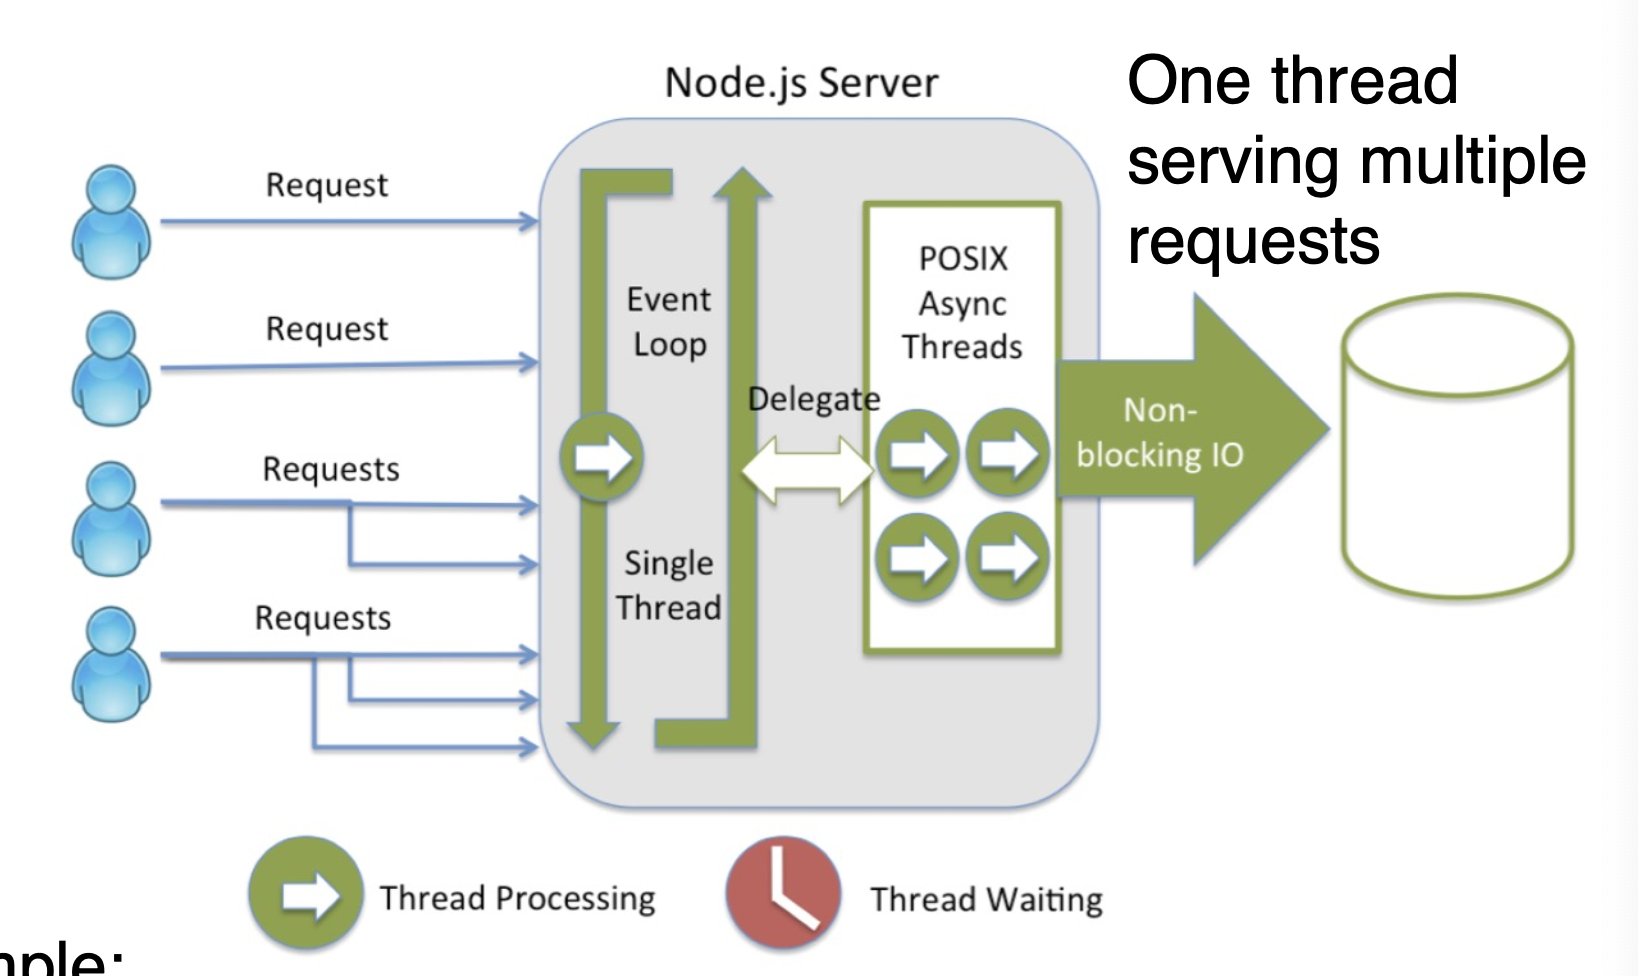 Node.js Server
One thread
serving multiple
requests
Request
Request
Requests
Requests
Event
Loop
Single
Thread
Delegate
POSIX
Async
Threads
Non-
blocking IO
Thread Processing
Thread Waiting
mple: